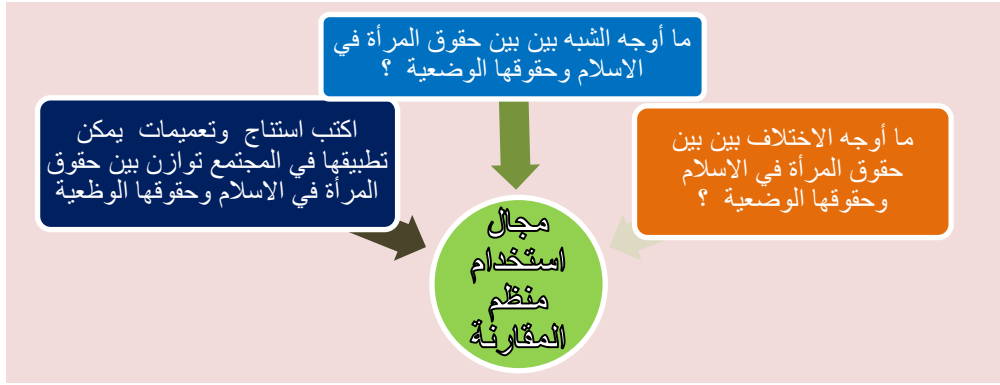 ما أوجه الشبه بين بين حقوق المرأة في
الاسلام وحقوقها الوضعية ؟
ما أوجه الاختلاف بين بين
حقوق المرأة في الاسلام
وحقوقها الوضعية ؟
اكتب استناج وتعميمات يمكن
تطبيقها في المجتمع توازن بين حقوق
المرأة في الاسلام وحقوقها الوظعية
مجال
استخدام
منظم
المقارنة